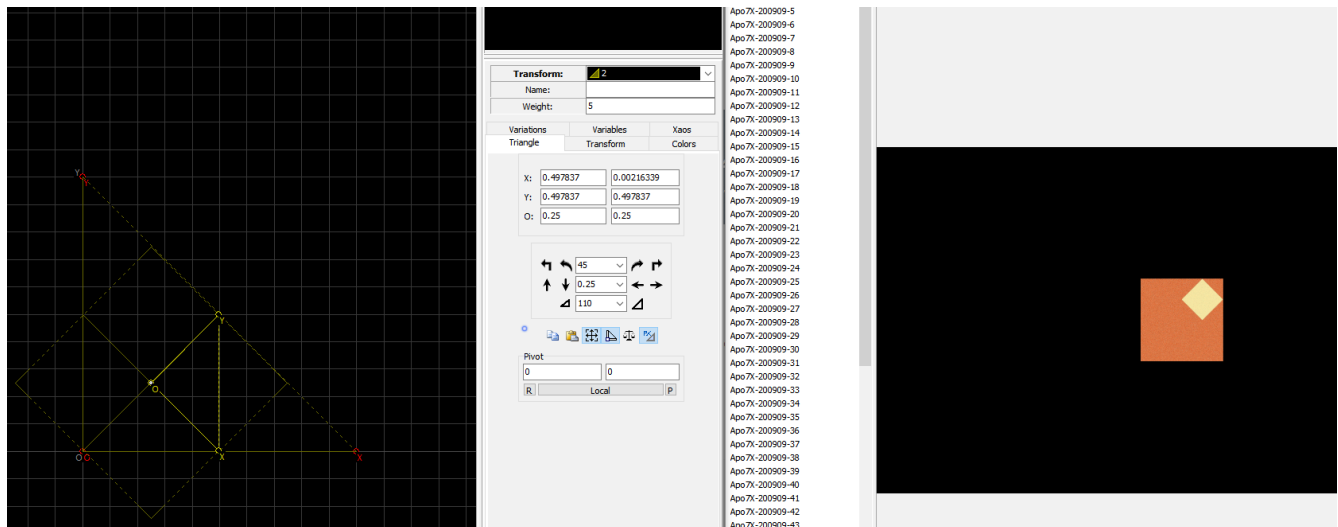 Y
Y
Y
O
O
O
X
X
Transform:
2
Name:
Weight:
5
Variations
Variables
Xaos
Triangle
Transform
Colors
X:
0.497837
0.00216339
Y:
0.497837
0.497837
O:
0.25
0.25
45
0.25
110
Pivot
0
0
R
Local
P
Apo7X-200909-5
Apo7X-200909-6
Apo7X-200909-7
Apo7X-200909-8
Apo7X-200909-9
Apo7X-200909-10
Apo7X-200909-11
Apo7X-200909-12
Apo7X-200909-13
Apo7X-200909-14
Apo7X-200909-15
Apo7X-200909-16
Apo7X-200909-17
Apo7X-200909-18
Apo7X-200909-19
Apo7X-200909-20
Apo7X-200909-21
Apo7X-200909-22
Apo7X-200909-23
Apo7X-200909-24
Apo7X-200909-25
Apo7X-200909-26
Apo7X-200909-27
Apo7X-200909-28
Apo7X-200909-29
Apo7X-200909-30
Apo7X-200909-31
Apo7X-200909-32
Apo7X-200909-33
Apo7X-200909-34
Apo7X-200909-35
Apo7X-200909-36
Apo7X-200909-37
Apo7X-200909-38
Apo7X-200909-39
Apo7X-200909-40
Apo7X-200909-41
Apo7X-200909-42
Apo7X-200909-43